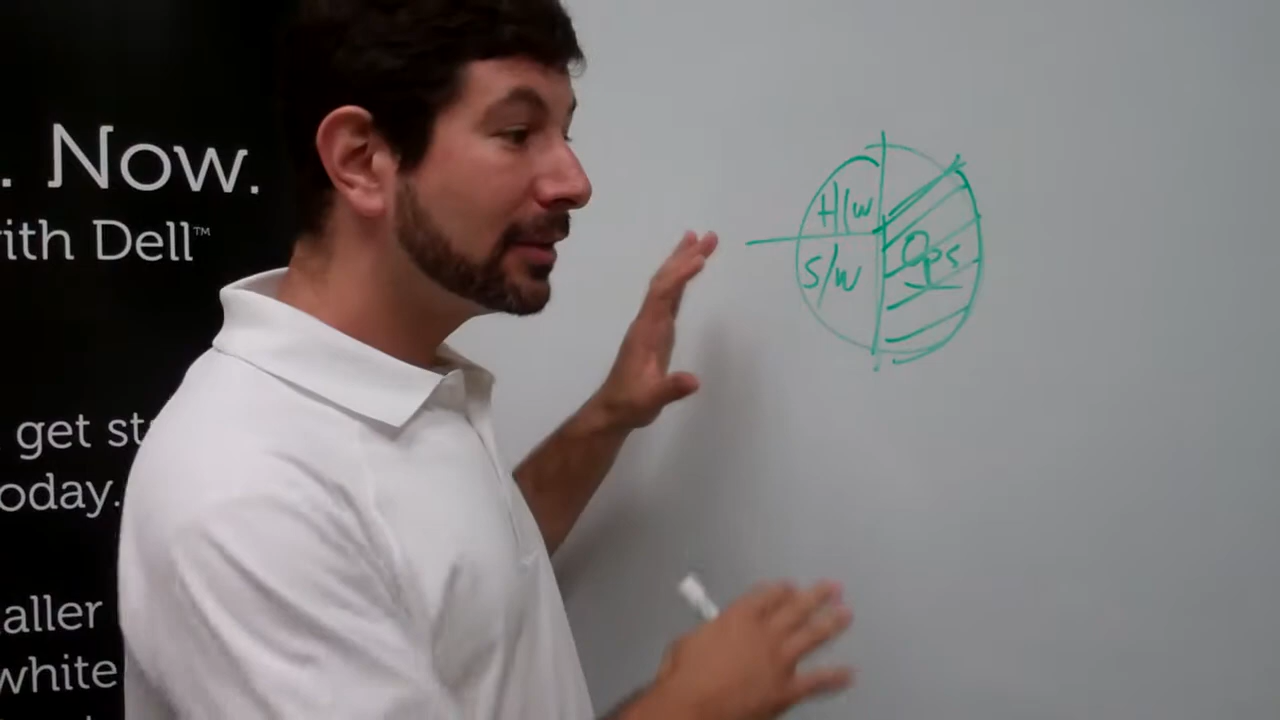 . Now.
ith Dell™
get st
oday.
aller
white
H/W
S/W
Ops